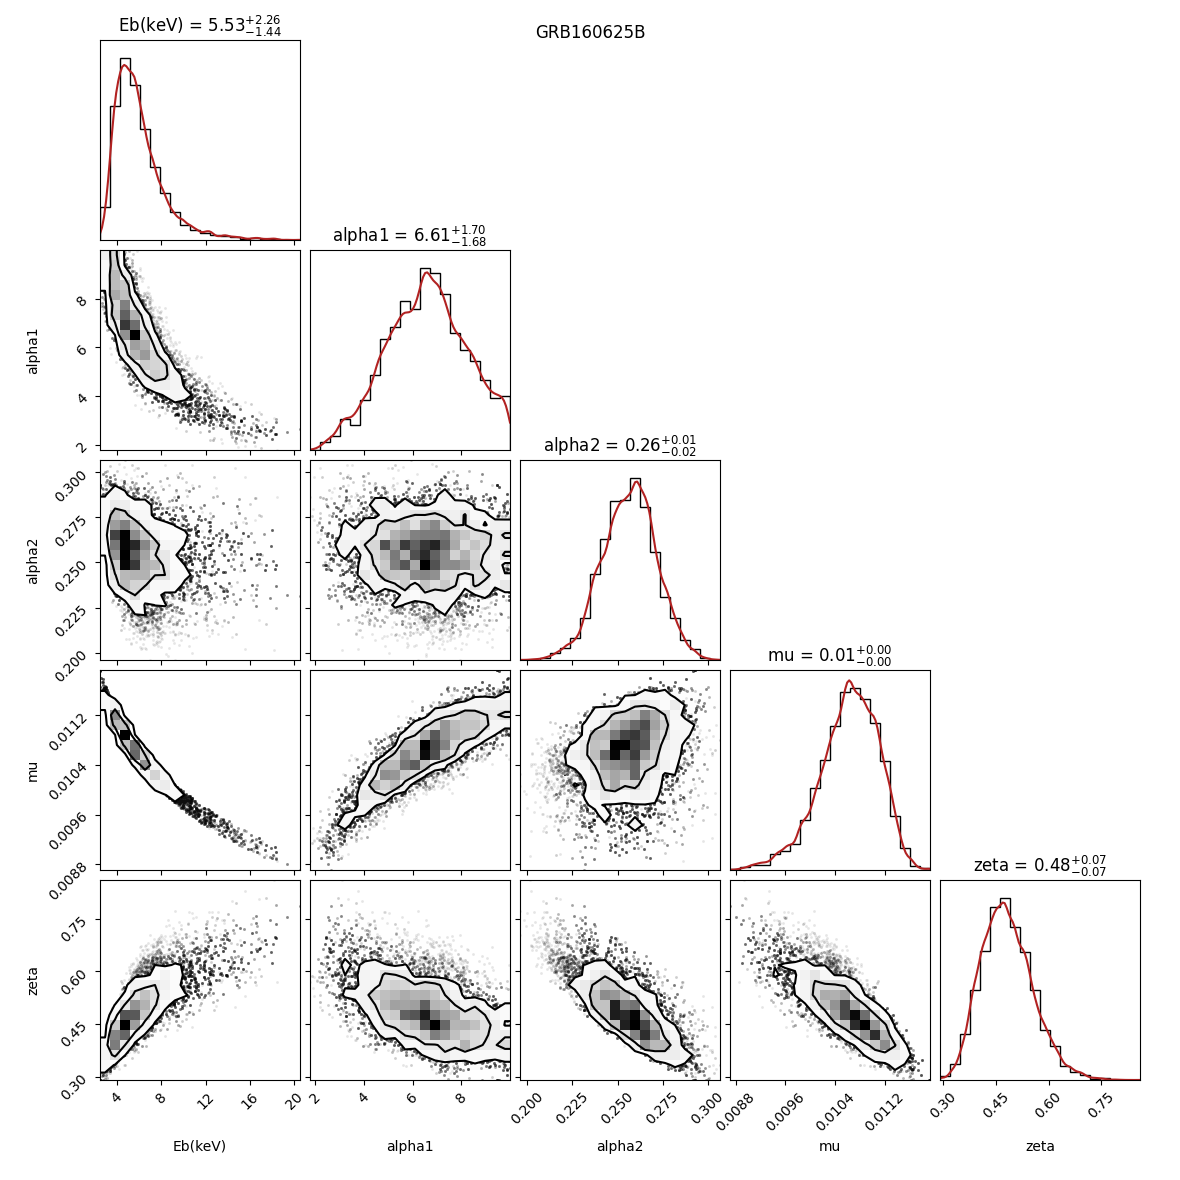 GRB160625B
Eb(keV) = 5.53+2.26 −1.44
alpha1 = 6.61+1.70 −1.68
8
6
4
2
alpha1
alpha2 = 0.26+0.01 −0.02
0.300
0.275
0.250
0.225
0.200
alpha2
mu = 0.01+0.00 −0.00
0.0112
0.0104
0.0096
0.0088
mu
zeta = 0.48+0.07 −0.07
0.75
0.60
0.45
0.30
zeta
4 8 12 16 20 2 4 6 8 0.200 0.225 0.250 0.275 0.300 0.0088 0.0096 0.0104 0.0112 0.30 0.45 0.60 0.75
Eb(keV) alpha1 alpha2 mu zeta